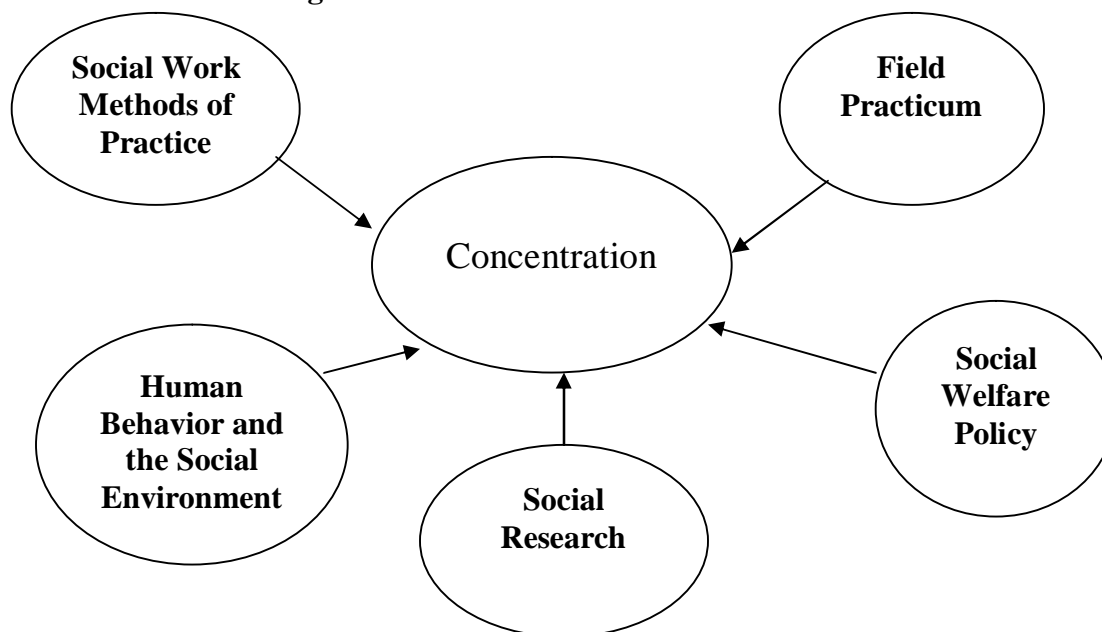 Social Work
Methods of
Practice
Field
Practicum
Concentration
Human
Behavior and
the Social
Environment
Social
Welfare
Policy
Social
Research